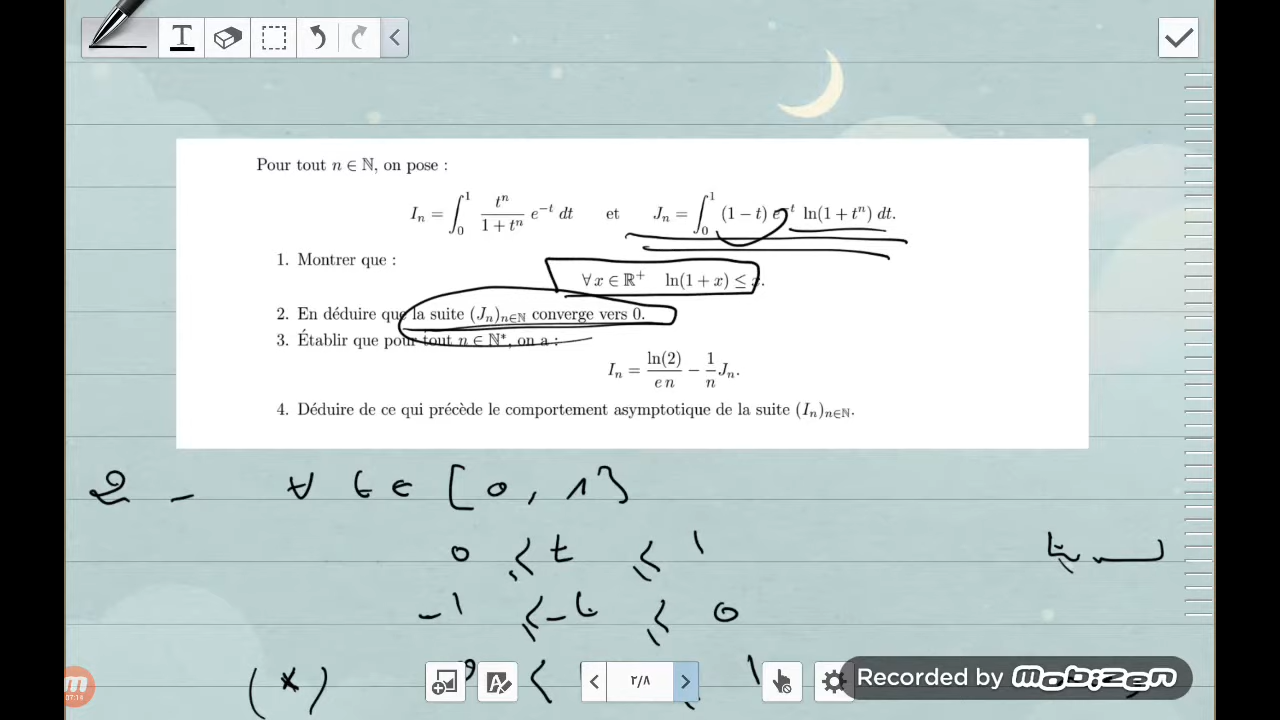 T
Pour tout n ∈ ℕ, on pose :
I_n = ∫_0^1 t^n/(1 + t^n) e^{-t} dt et J_n = ∫_0^1 (1 − t) e^{-t} ln(1 + t^n) dt.
1. Montrer que :
∀ x ∈ ℝ^+ ln(1 + x) ≤ x.
2. En déduire que la suite (J_n)_{n∈ℕ} converge vers 0.
3. Établir que pour tout n ∈ ℕ*, on a :
I_n = ln(2)/(e n) − 1/n J_n.
4. Déduire de ce qui précède le comportement asymptotique de la suite (I_n)_{n∈ℕ}.
2 - ∀ t ∈ [0, 1]
0 ≤ t ≤ 1
-1 ≤ -t ≤ 0
(*)
٢/٨
Recorded by mobizen